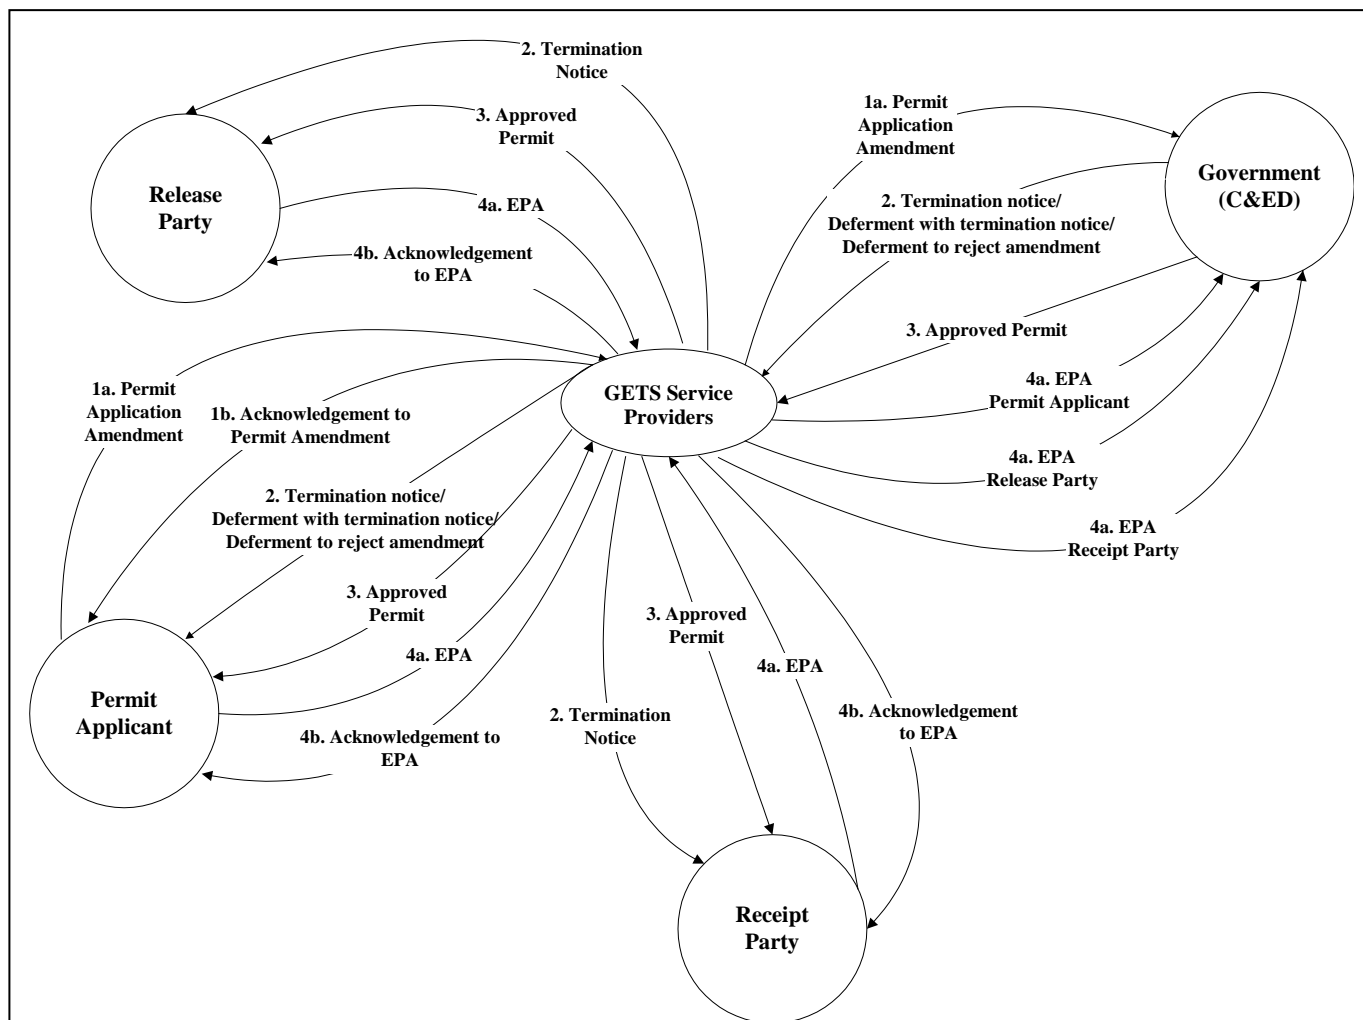 2. Termination
Notice
3. Approved
Permit
Release
Party
4a. EPA
4b. Acknowledgement
to EPA
1a. Permit
Application
Amendment
Government
(C&ED)
2. Termination notice/
Deferment with termination notice/
Deferment to reject amendment
3. Approved Permit
4a. EPA
Permit Applicant
4a. EPA
Release Party
4a. EPA
Receipt Party
GETS Service
Providers
1a. Permit
Application
Amendment
1b. Acknowledgement to
Permit Amendment
2. Termination notice/
Deferment with termination notice/
Deferment to reject amendment
3. Approved
Permit
4a. EPA
Permit
Applicant
4b. Acknowledgement to
EPA
2. Termination
Notice
3. Approved
Permit
4a. EPA
4b. Acknowledgement
to EPA
Receipt
Party